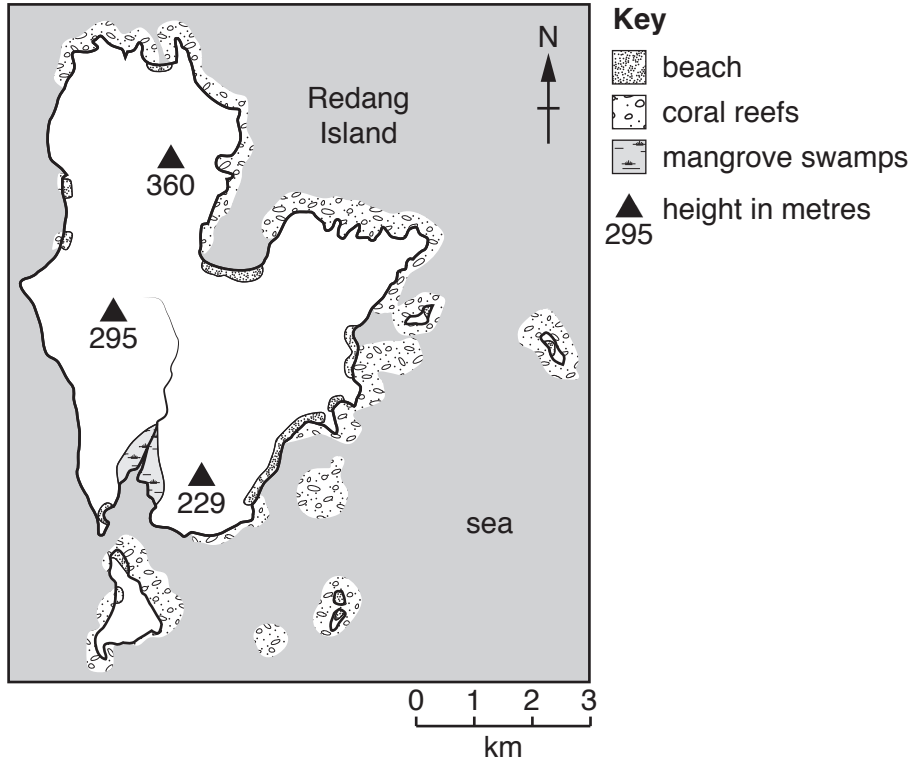 Redang
Island
N
360
295
229
sea
0 1 2 3
km
Key
beach
coral reefs
mangrove swamps
height in metres
295